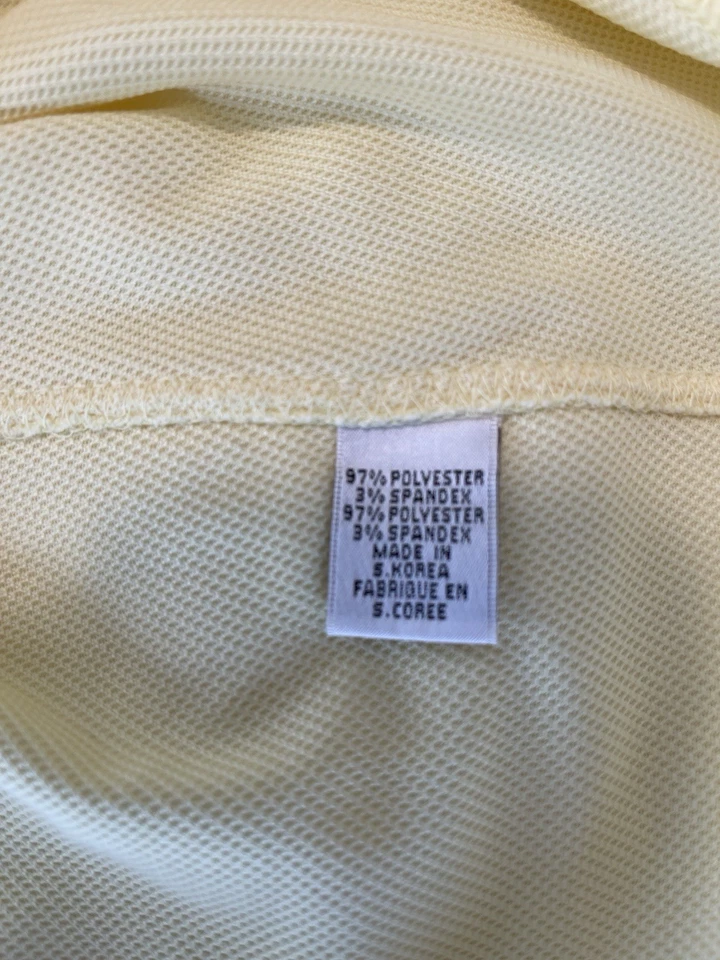 97% POLYESTER
3% SPANDEX
97% POLYESTER
3% SPANDEX
MADE IN
S.KOREA
FABRIQUE EN
S.COREE